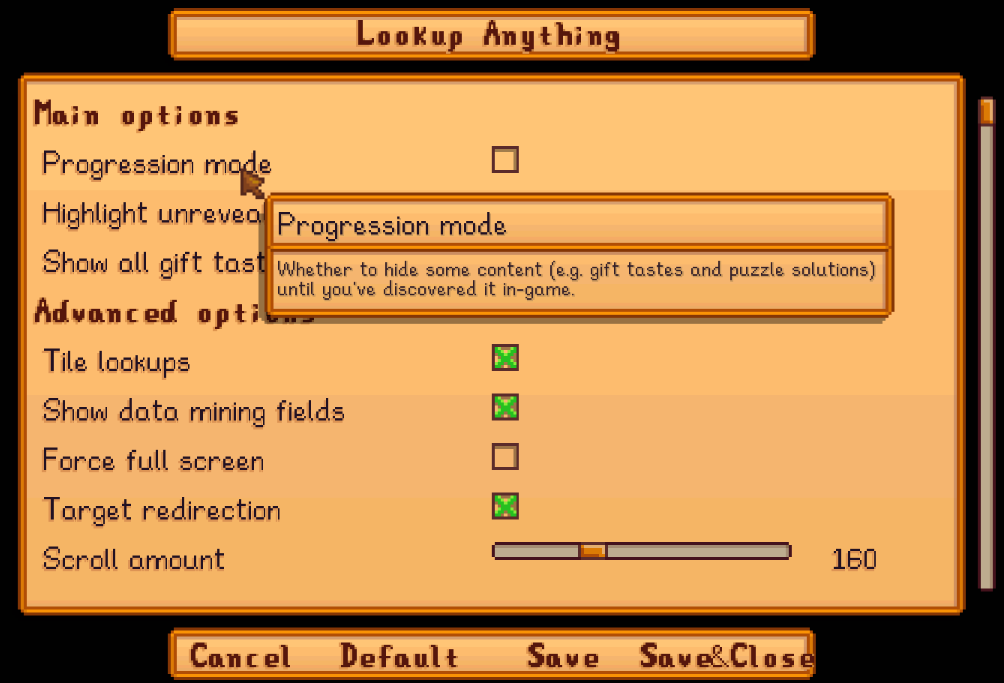 Lookup Anything
Main options
Progression mode
Highlight unrevea
Progression mode
Show all gift tast
Whether to hide some content (e.g. gift tastes and puzzle solutions)
until you've discovered it in-game.
Advanced options
Tile lookups
Show data mining fields
Force full screen
Target redirection
Scroll amount 160
Cancel Default Save Save&Close